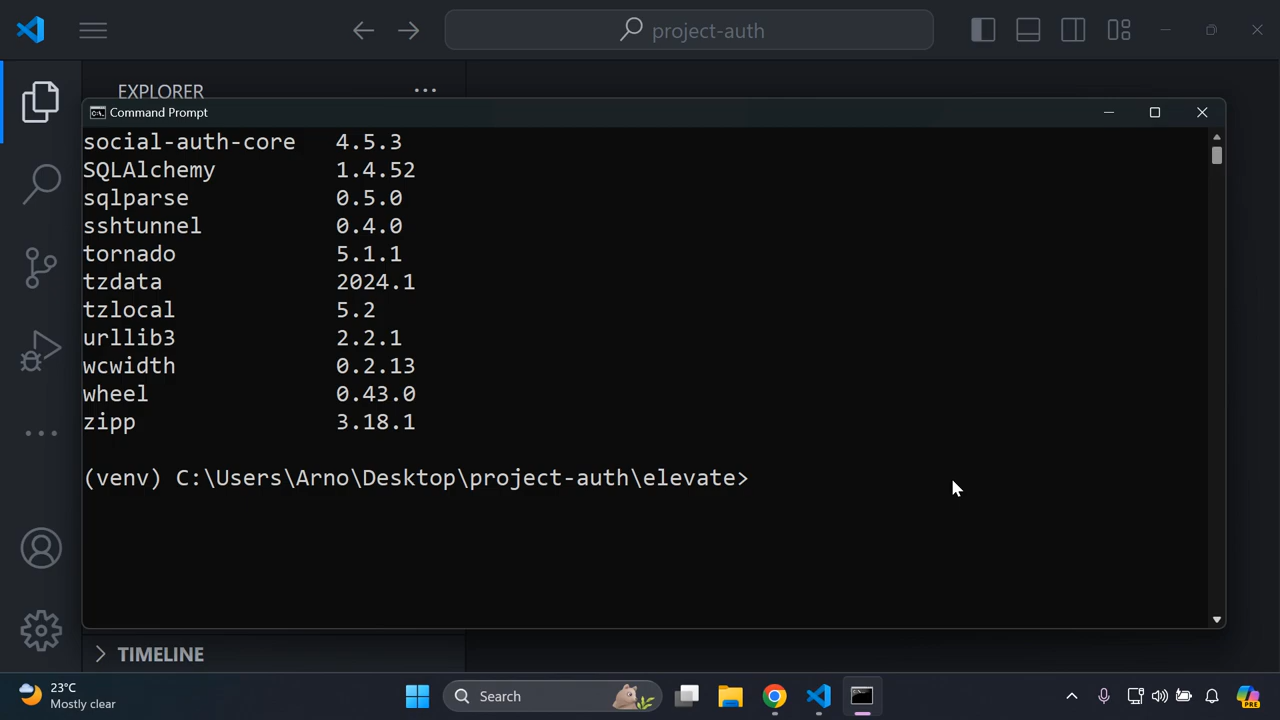 project-auth
EXPLORER
Command Prompt
social-auth-core 4.5.3
SQLAlchemy 1.4.52
sqlparse 0.5.0
sshtunnel 0.4.0
tornado 5.1.1
tzdata 2024.1
tzlocal 5.2
urllib3 2.2.1
wcwidth 0.2.13
wheel 0.43.0
zipp 3.18.1
(venv) C:\Users\Arno\Desktop\project-auth\elevate>
TIMELINE
23°C
Mostly clear
Search
PRE